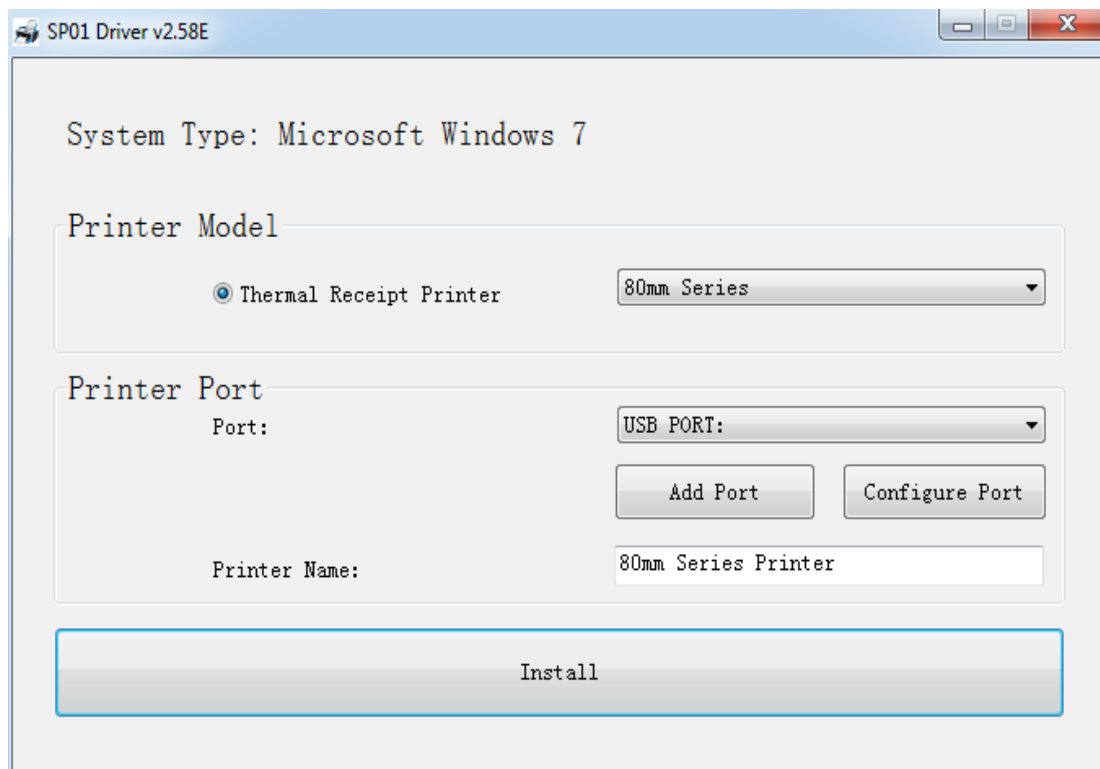 SP01 Driver v2.58E
System Type: Microsoft Windows 7
Printer Model
Thermal Receipt Printer
80mm Series
Printer Port
Port:
USB PORT:
Add Port
Configure Port
Printer Name:
80mm Series Printer
Install